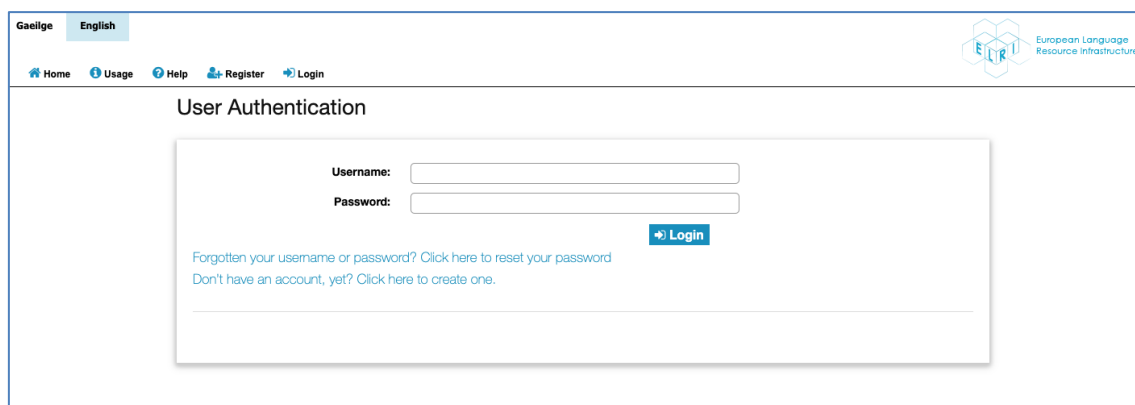 Gaeilge English
European Language
Resource Infrastructure
ELRI
Home Usage Help Register Login
User Authentication
Username:
Password:
Login
Forgotten your username or password? Click here to reset your password
Don't have an account, yet? Click here to create one.